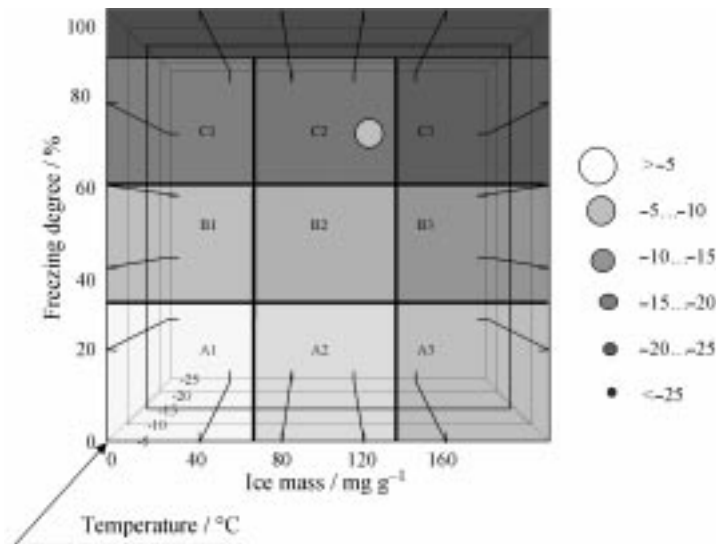 100
80
60
40
20
0
Freezing degree / %
C1 C2 C3
B1 B2 B3
A1 A2 A3
-25
-20
-15
-10
-5
0 40 80 120 160
Ice mass / mg g⁻¹
Temperature / °C
>–5
–5...–10
–10...–15
–15...–20
–20...–25
<–25